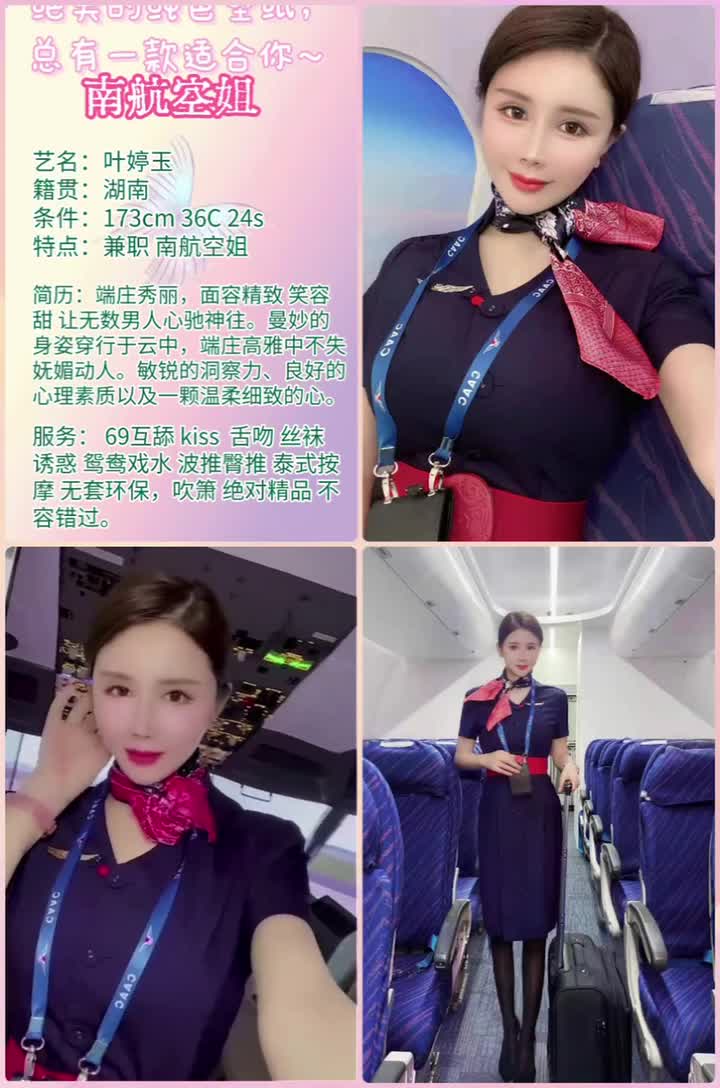 总有一款适合你~
南航空姐
艺名：叶婷玉
籍贯：湖南
条件：173cm 36C 24s
特点：兼职 南航空姐
简历：端庄秀丽，面容精致 笑容
甜 让无数男人心驰神往。曼妙的
身姿穿行于云中，端庄高雅中不失
妩媚动人。敏锐的洞察力、良好的
心理素质以及一颗温柔细致的心。
服务： 69互舔 kiss 舌吻 丝袜
诱惑 鸳鸯戏水 波推臀推 泰式按
摩 无套环保，吹箫 绝对精品 不
容错过。
CAAC
CAAC
CAAC
CAAC